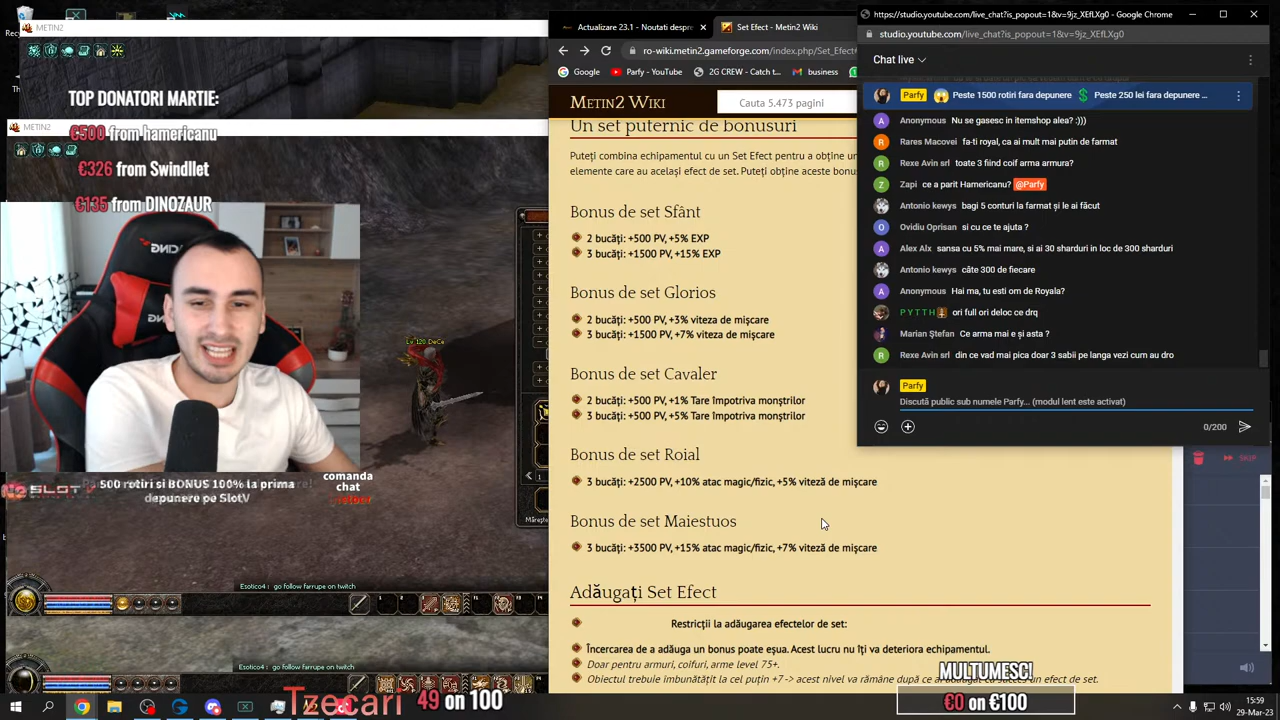 METIN2
METIN2
TOP DONATORI MARTIE:
€500 from hamericanu
€326 from Swindllet
€135 from DINOZAUR
Lv 120 DeCe
500 rotiri si BONUS 100% la prima
depunere pe SlotV
comanda
chat
Esotico4 : go follow farrupe on twitch
Esotico4 : go follow farrupe on twitch
Tzecari 49 on 100
Actualizare 23.1 - Noutati despre
Set Efect - Metin2 Wiki
ro-wiki.metin2.gameforge.com/index.php/Set_Efect
Google
Parfy - YouTube
2G CREW - Catch t...
business
METIN2 WIKI
Cauta 5.473 pagini
Un set puternic de bonusuri
Puteți combina echipamentul cu un Set Efect pentru a obține un
elemente care au același efect de set. Puteți obține aceste bonu
Bonus de set Sfânt
2 bucăți: +500 PV, +5% EXP
3 bucăți: +1500 PV, +15% EXP
Bonus de set Glorios
2 bucăți: +500 PV, +3% viteza de mișcare
3 bucăți: +1500 PV, +7% viteza de mișcare
Bonus de set Cavaler
2 bucăți: +500 PV, +1% Tare împotriva monștrilor
3 bucăți: +500 PV, +5% Tare împotriva monștrilor
Bonus de set Roial
3 bucăți: +2500 PV, +10% atac magic/fizic, +5% viteză de mișcare
Bonus de set Maiestuos
3 bucăți: +3500 PV, +15% atac magic/fizic, +7% viteză de mișcare
Adăugați Set Efect
Restricții la adăugarea efectelor de set:
Încercarea de a adăuga un bonus poate eșua. Acest lucru nu îți va deteriora echipamentul.
Doar pentru armuri, coifuri, arme level 75+.
Obiectul trebuie imbunătățit la cel puțin +7 -> acest nivel va rămâne după ce
https://studio.youtube.com/live_chat?is_popout=1&v=9jz_XEfLXg0 - Google Chrome
studio.youtube.com/live_chat?is_popout=1&v=9jz_XEfLXg0
Chat live
Parfy Peste 1500 rotiri fara depunere Peste 250 lei fara depunere ...
Anonymous Nu se gasesc in itemshop alea? :)))
Rares Macovei fa-ti royal, ca ai mult mai putin de farmat
Rexe Avin srl toate 3 fiind coif arma armura?
Zapi ce a parit Hamericanu? @Parfy
Antonio kewys bagi 5 conturi la farmat și le ai făcut
Ovidiu Oprisan si cu ce te ajuta?
Alex Alx sansa cu 5% mai mare, si ai 30 sharduri in loc de 300 sharduri
Antonio kewys câte 300 de fiecare
Anonymous Hai ma, tu esti om de Royala?
PYTTH ori full ori deloc ce drq
Marian Ștefan Ce arma mai e și asta ?
Rexe Avin srl din ce vad mai pica doar 3 sabii pe langa vezi cum au dro
Parfy
Discută public sub numele Parfy... (modul lent este activat)
0/200
SKIP
MULTUMESC!
€0 on €100
15:59
29-Mar-23